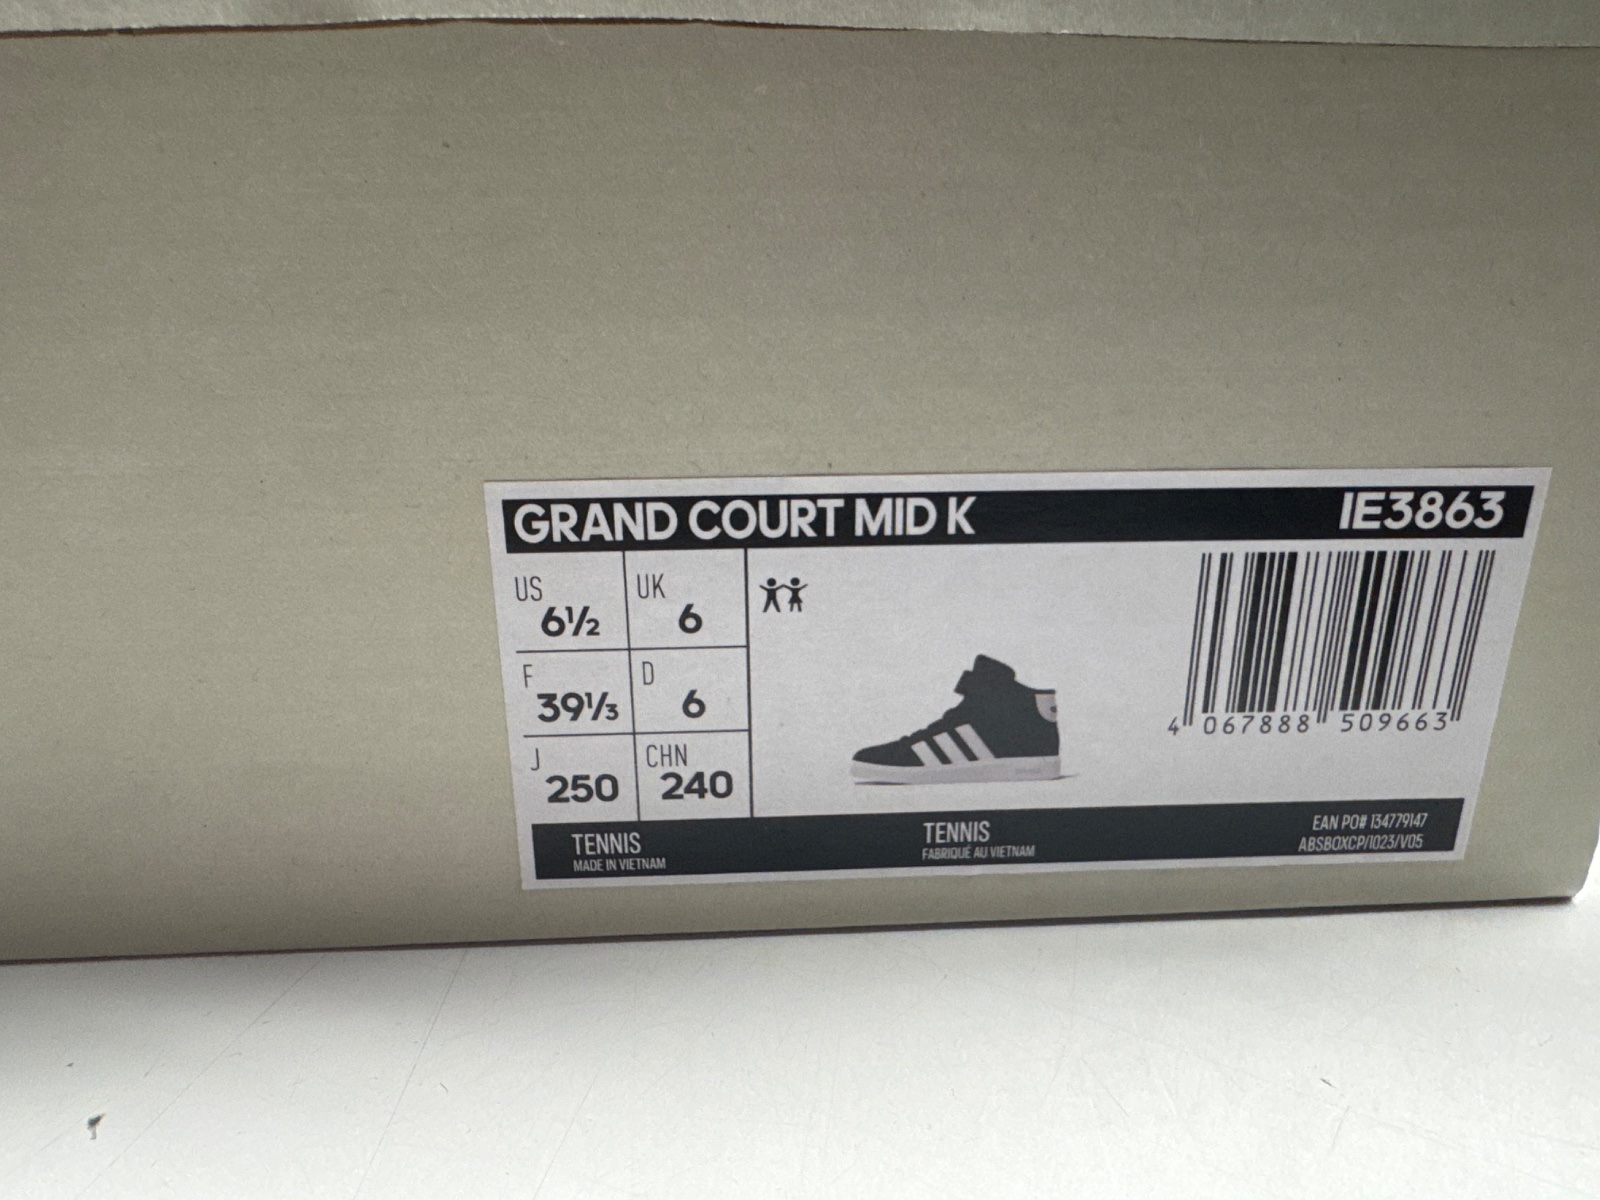 GRAND COURT MID K IE3863
US 6½ UK 6
F 39⅓ D 6
J 250 CHN 240
4 067888 509663
TENNIS
MADE IN VIETNAM
TENNIS
FABRIQUÉ AU VIETNAM
EAN PO# 134779147
ABSBOXCP/1023/V05